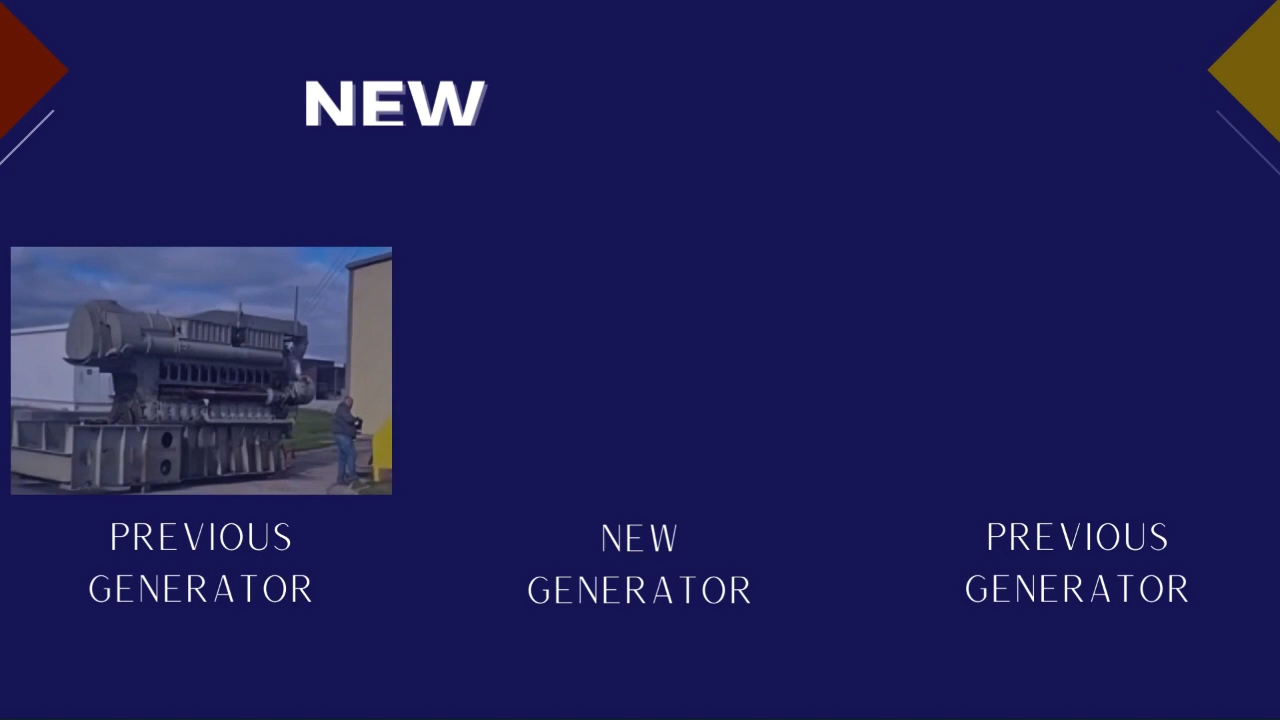 NEW
PREVIOUS
GENERATOR
NEW
GENERATOR
PREVIOUS
GENERATOR